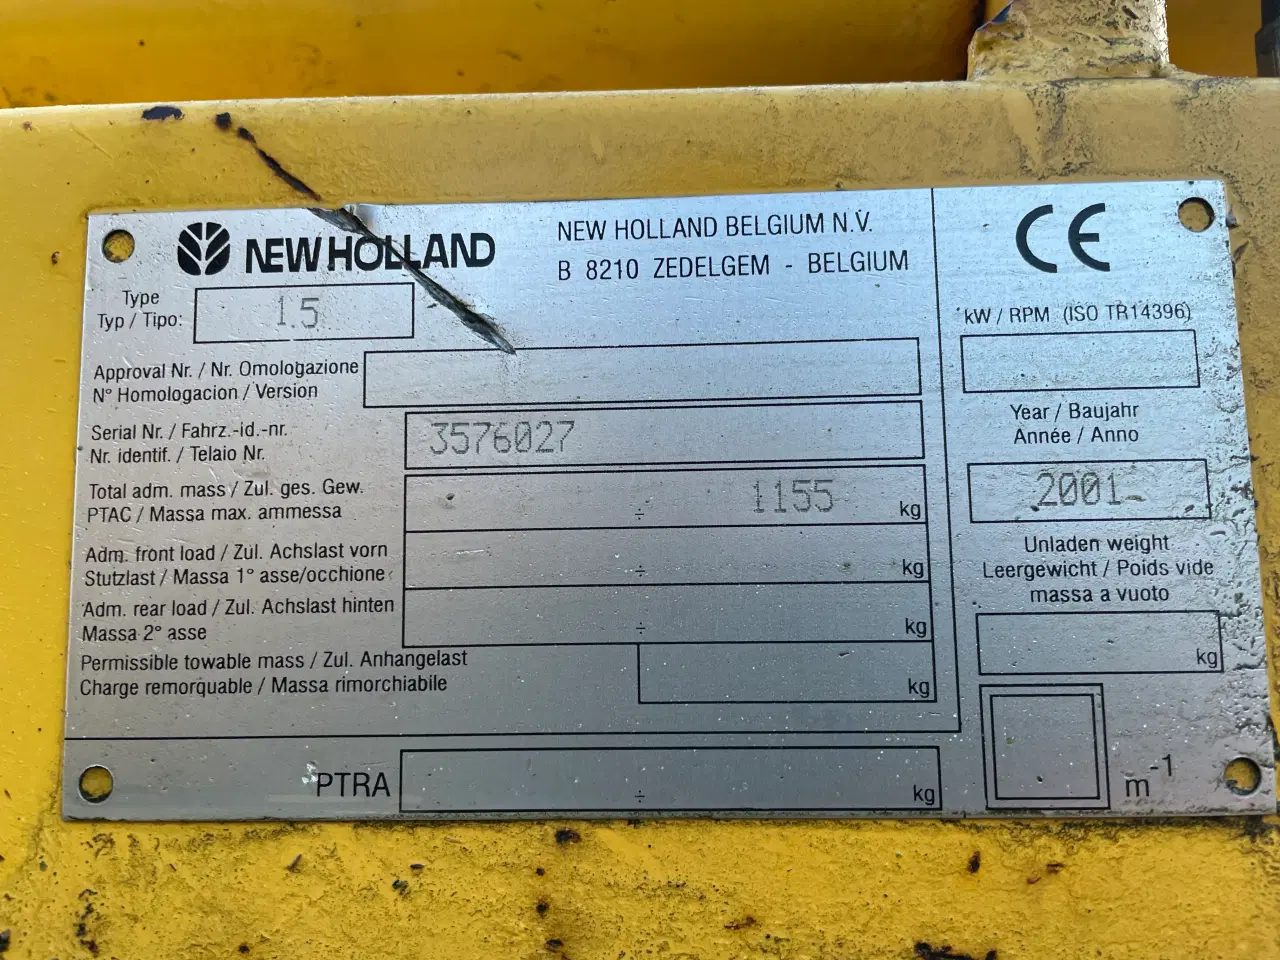 NEW HOLLAND
NEW HOLLAND BELGIUM N.V.
B 8210 ZEDELGEM - BELGIUM
CE
Type
Typ / Tipo:
15
kW / RPM (ISO TR14396)
Approval Nr. / Nr. Omologazione
N° Homologacion / Version
Year / Baujahr
Année / Anno
2001
Serial Nr. / Fahrz.-id.-nr.
Nr. identif. / Telaio Nr.
3576027
Total adm. mass / Zul. ges. Gew.
PTAC / Massa max. ammessa
÷ 1155 kg
Unladen weight
Leergewicht / Poids vide
massa a vuoto
kg
Adm. front load / Zul. Achslast vorn
Stutzlast / Massa 1° asse/occhione
÷ kg
Adm. rear load / Zul. Achslast hinten
Massa 2° asse
÷ kg
Permissible towable mass / Zul. Anhangelast
Charge remorquable / Massa rimorchiabile
kg
PTRA ÷ kg
m⁻¹